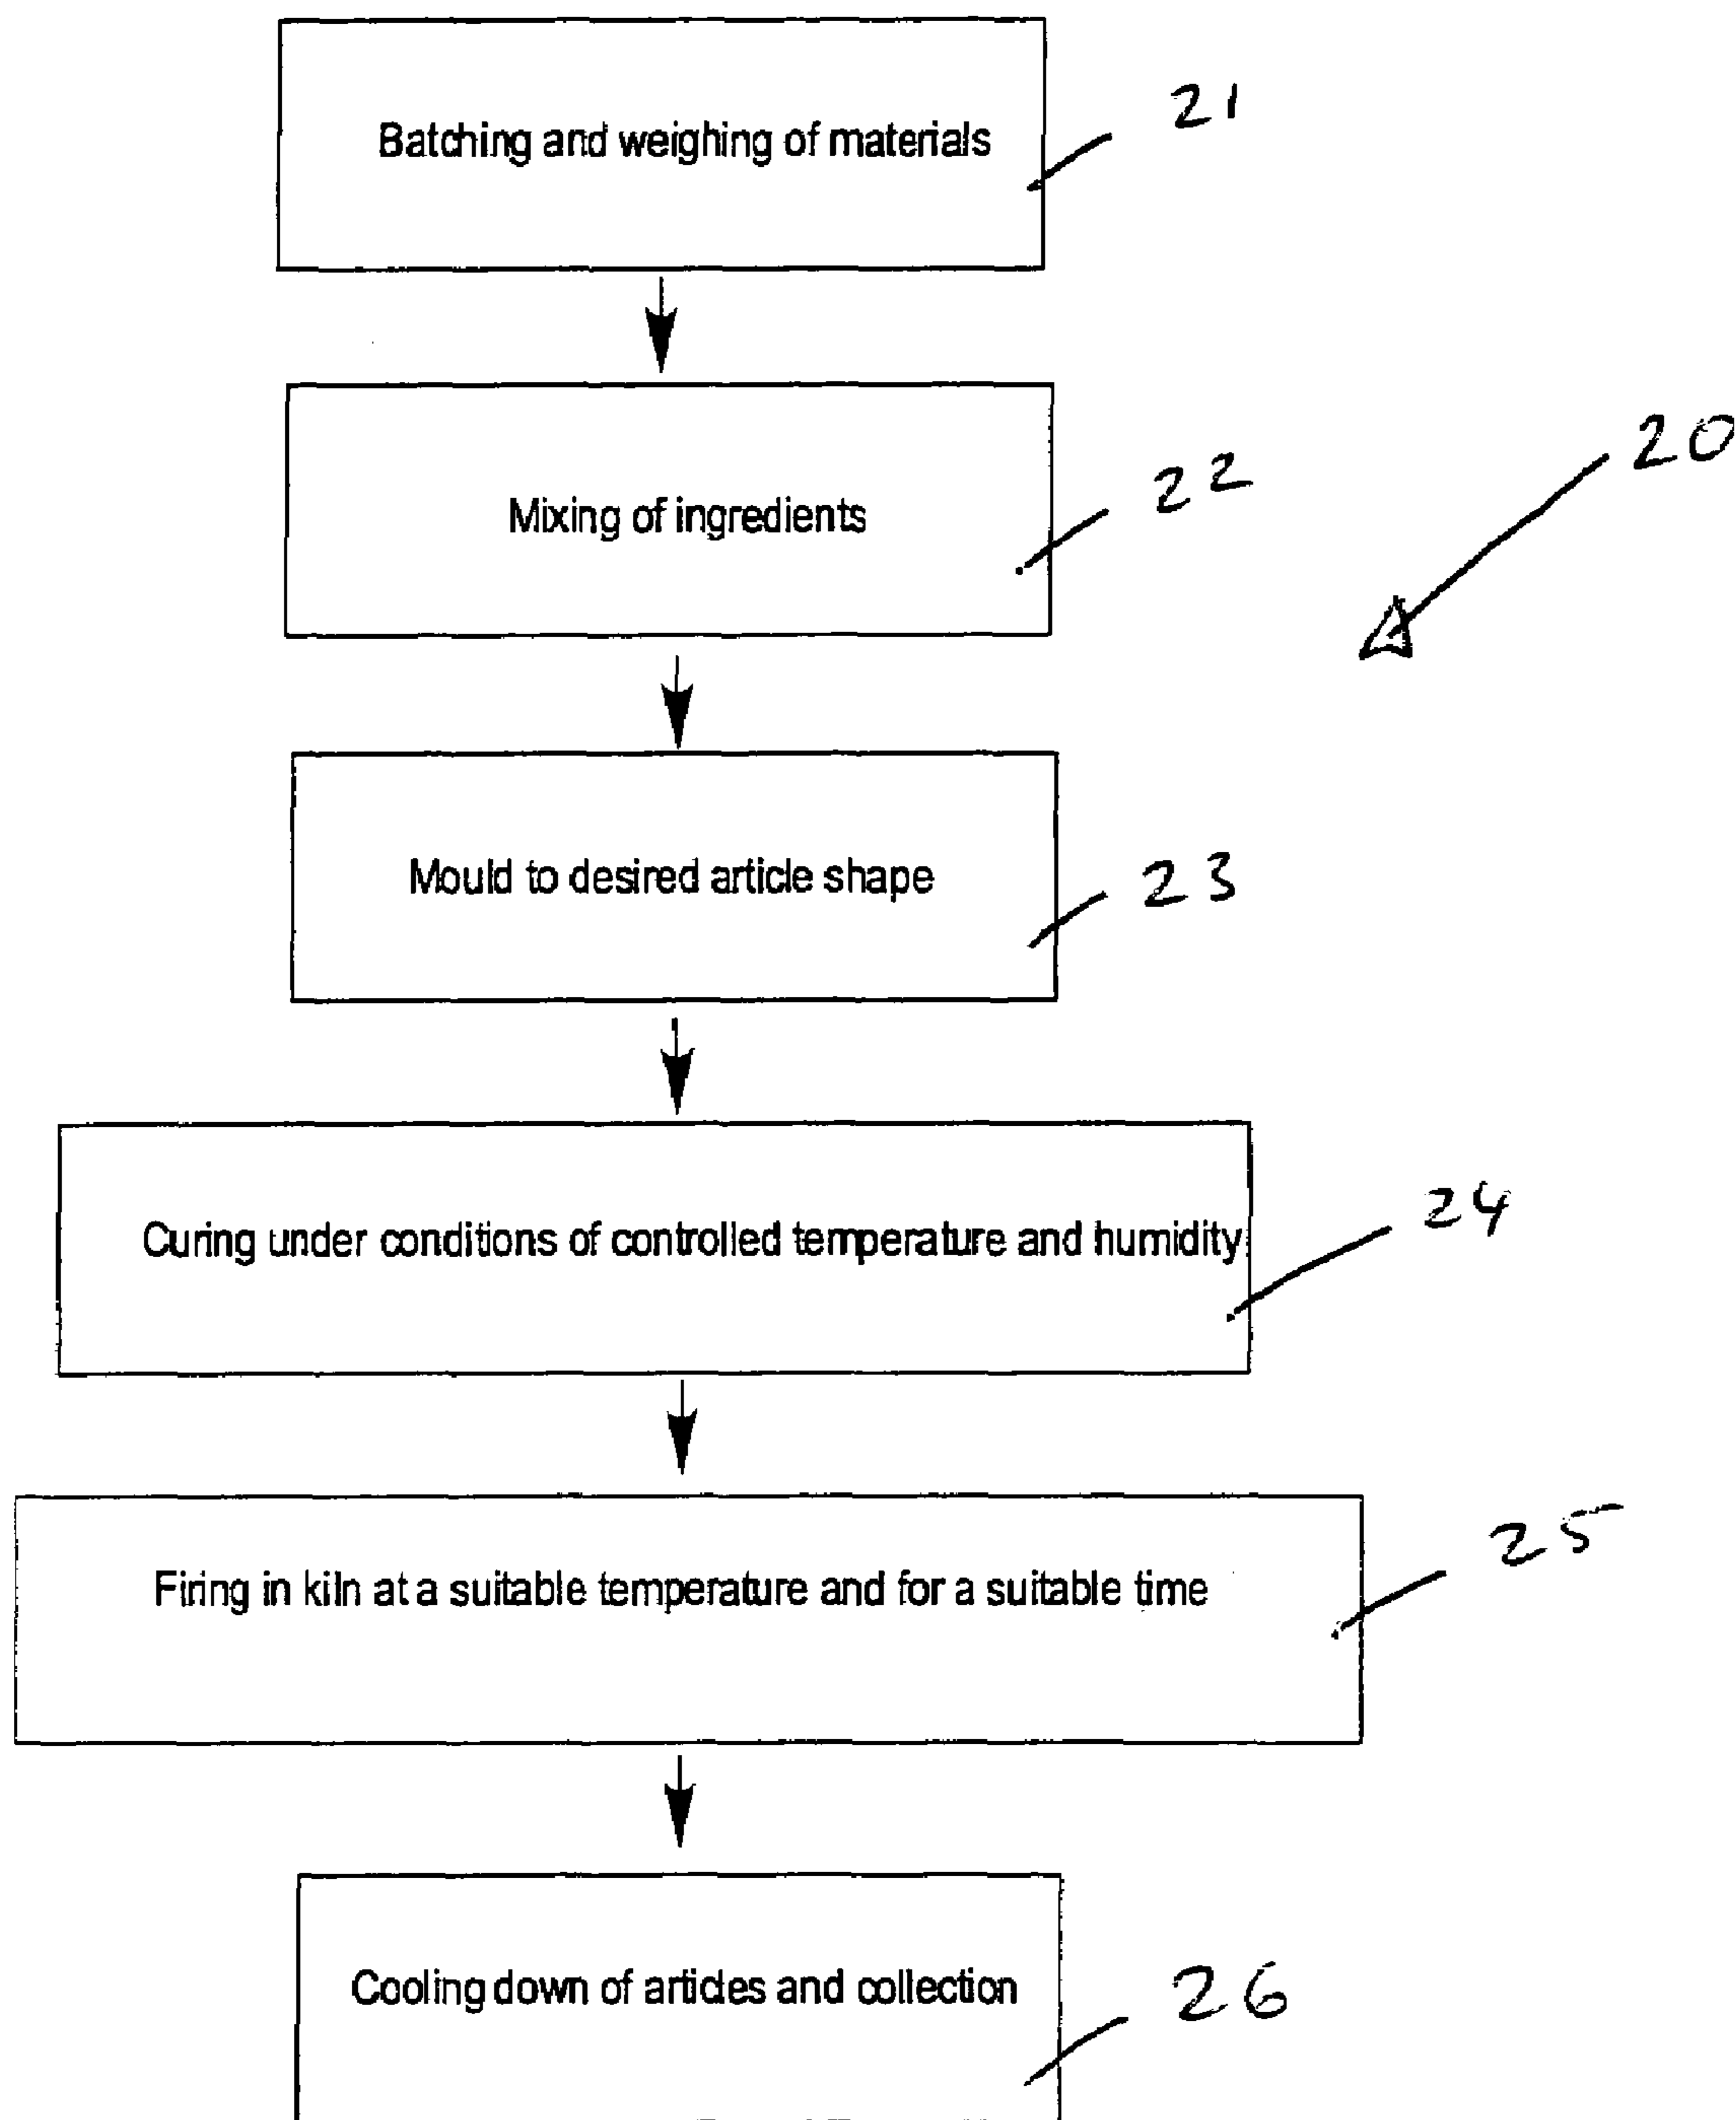 Batching and weighing of materials
21
Mixing of ingredients
22
20
Mould to desired article shape
23
Curing under conditions of controlled temperature and humidity
24
Firing in kiln at a suitable temperature and for a suitable time
25
Cooling down of articles and collection
26